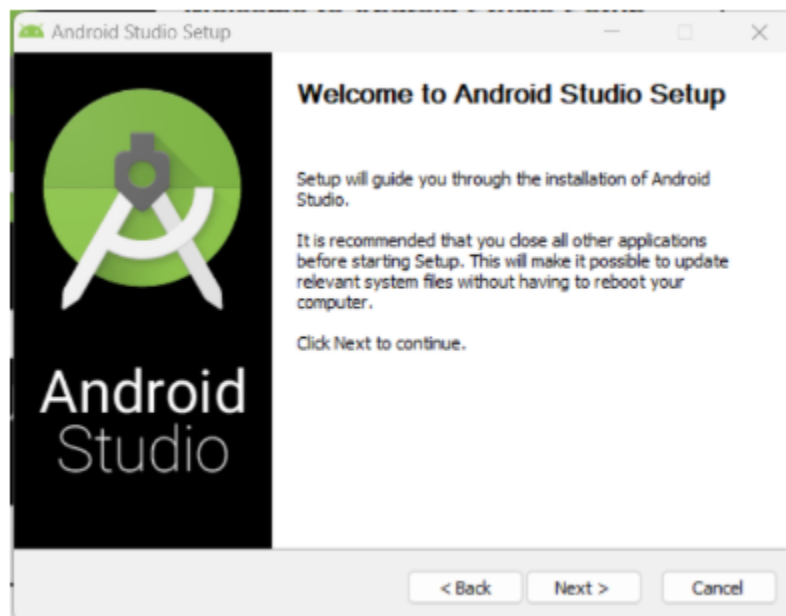 Android Studio Setup
Welcome to Android Studio Setup
Setup will guide you through the installation of Android
Studio.
It is recommended that you close all other applications
before starting Setup. This will make it possible to update
relevant system files without having to reboot your
computer.
Click Next to continue.
Android
Studio
< Back
Next >
Cancel